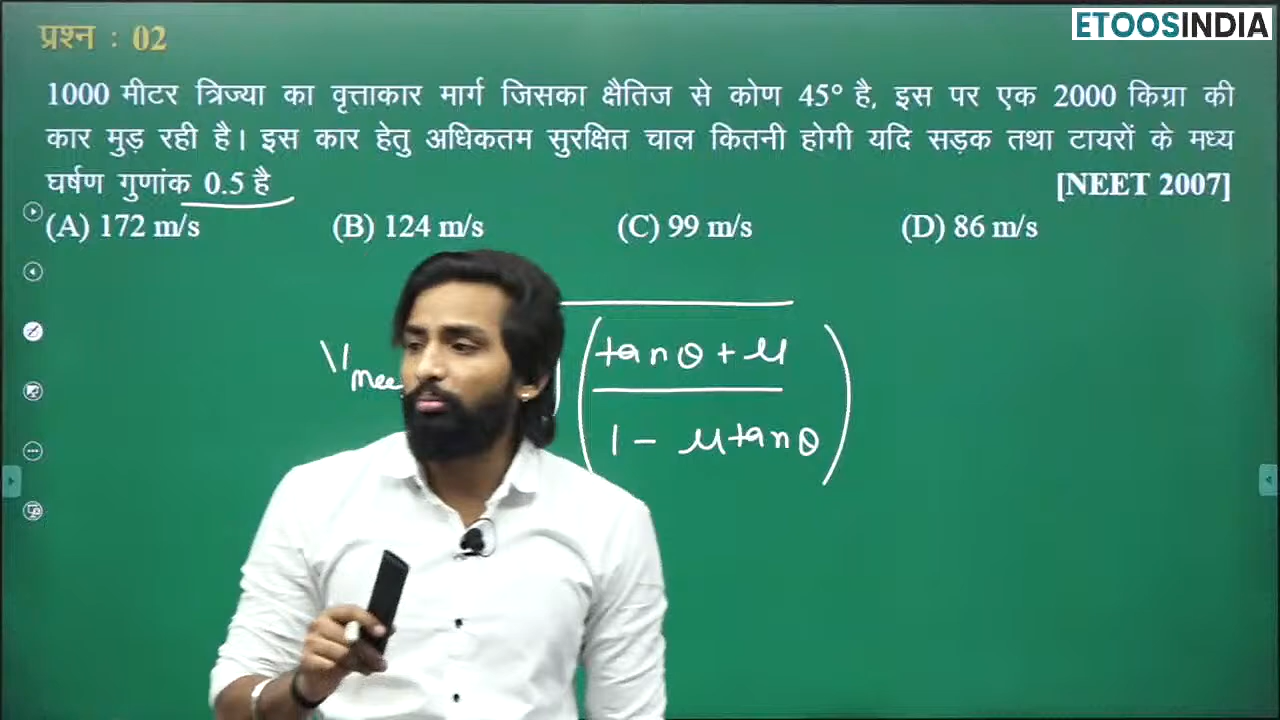 ETOOSINDIA
प्रश्न : 02
1000 मीटर त्रिज्या का वृत्ताकार मार्ग जिसका क्षैतिज से कोण 45° है, इस पर एक 2000 किग्रा की
कार मुड़ रही है। इस कार हेतु अधिकतम सुरक्षित चाल कितनी होगी यदि सड़क तथा टायरों के मध्य
घर्षण गुणांक 0.5 है
[NEET 2007]
(A) 172 m/s (B) 124 m/s (C) 99 m/s (D) 86 m/s
tanθ + μ
1 - μtanθ